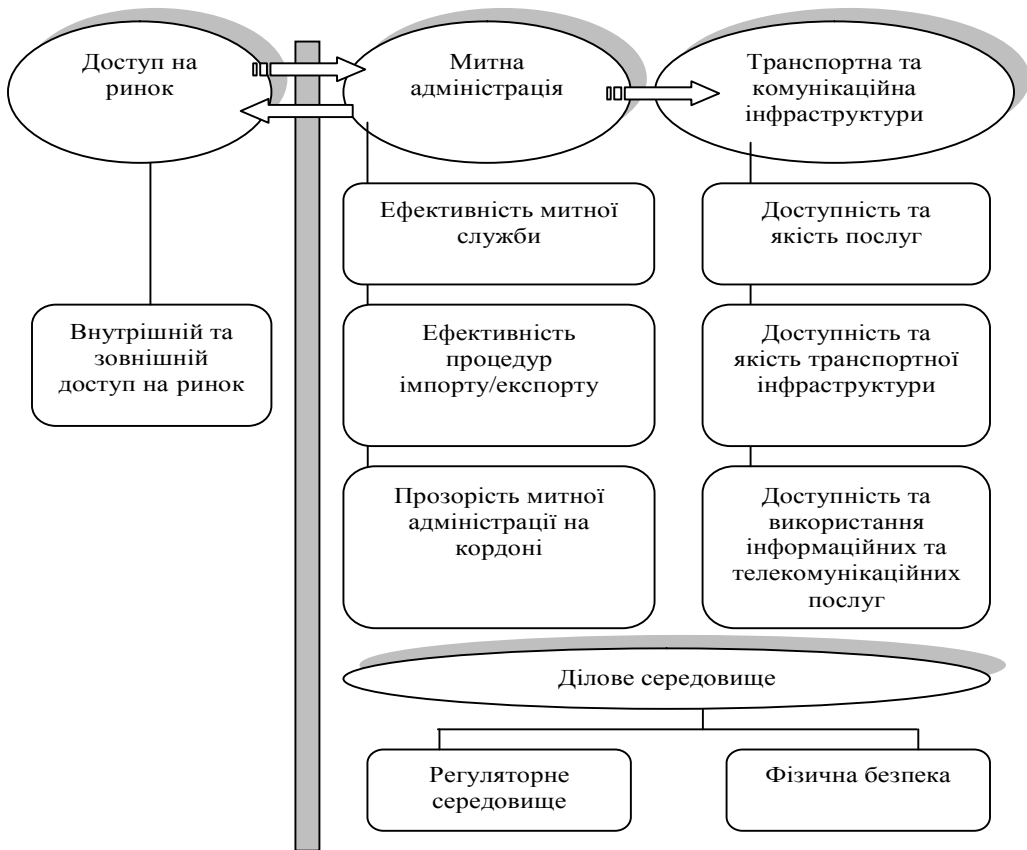 Доступ на
ринок
Митна
адміністрація
Транспортна та
комунікаційна
інфраструктури
Внутрішній та
зовнішній
доступ на ринок
Ефективність митної
служби
Ефективність
процедур
імпорту/експорту
Прозорість митної
адміністрації на
кордоні
Доступність та
якість послуг
Доступність та
якість транспортної
інфраструктури
Доступність та
використання
інформаційних та
телекомунікаційних
послуг
Ділове середовище
Регуляторне
середовище
Фізична безпека